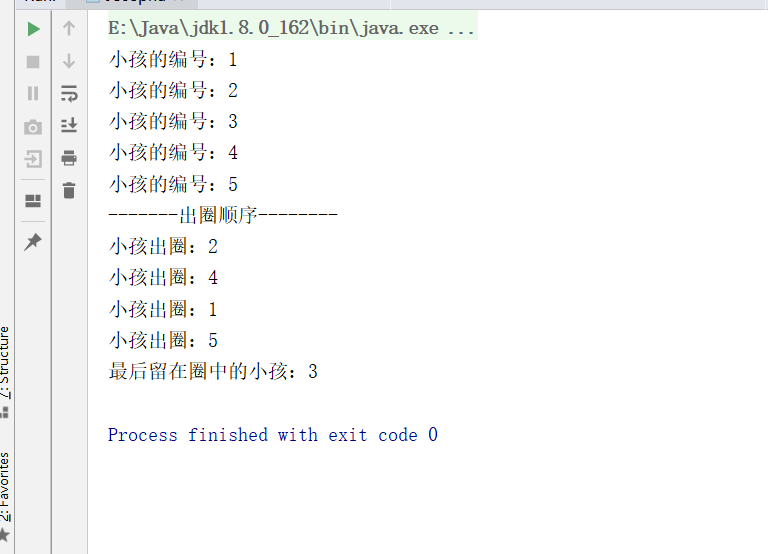 E:\Java\jdk1.8.0_162\bin\java.exe ...
小孩的编号：1
小孩的编号：2
小孩的编号：3
小孩的编号：4
小孩的编号：5
-------出圈顺序--------
小孩出圈：2
小孩出圈：4
小孩出圈：1
小孩出圈：5
最后留在圈中的小孩：3
Process finished with exit code 0
7: Structure
2: Favorites